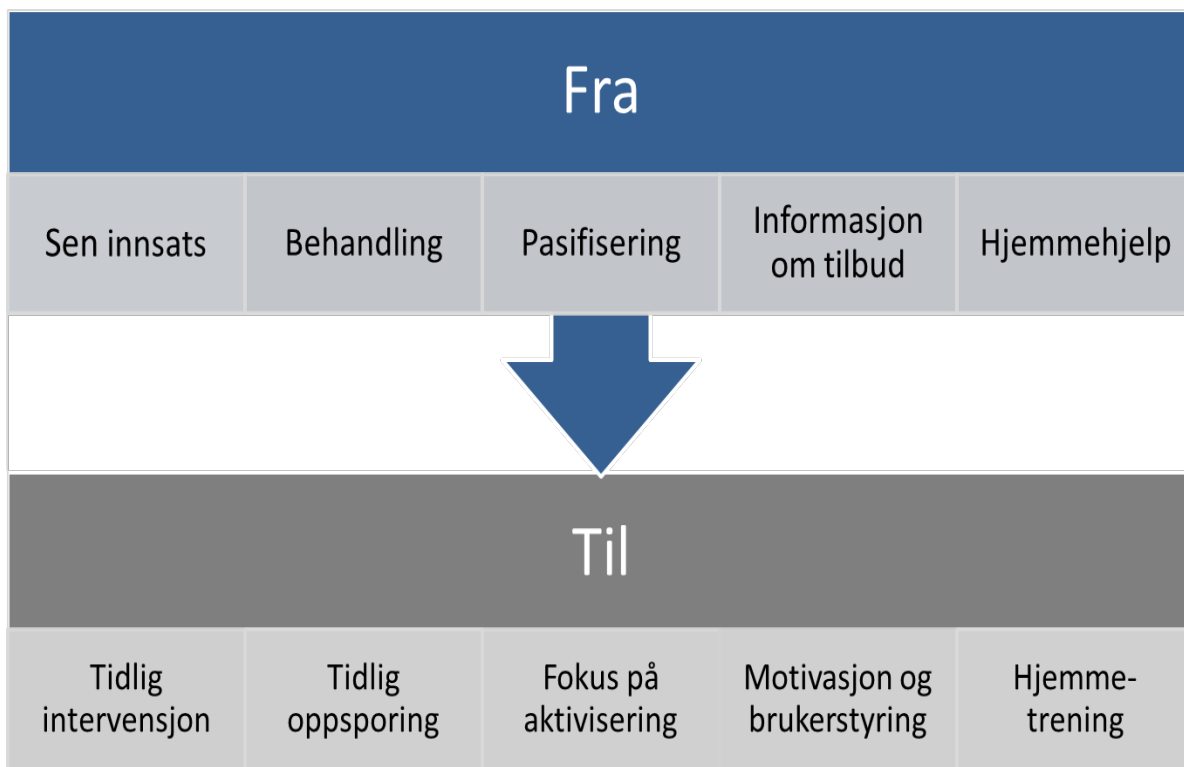 Fra
Sen innsats
Behandling
Pasifisering
Informasjon
om tilbud
Hjemmehjelp
Til
Tidlig
intervensjon
Tidlig
oppsporing
Fokus på
aktivisering
Motivasjon og
brukerstyring
Hjemme-
trening